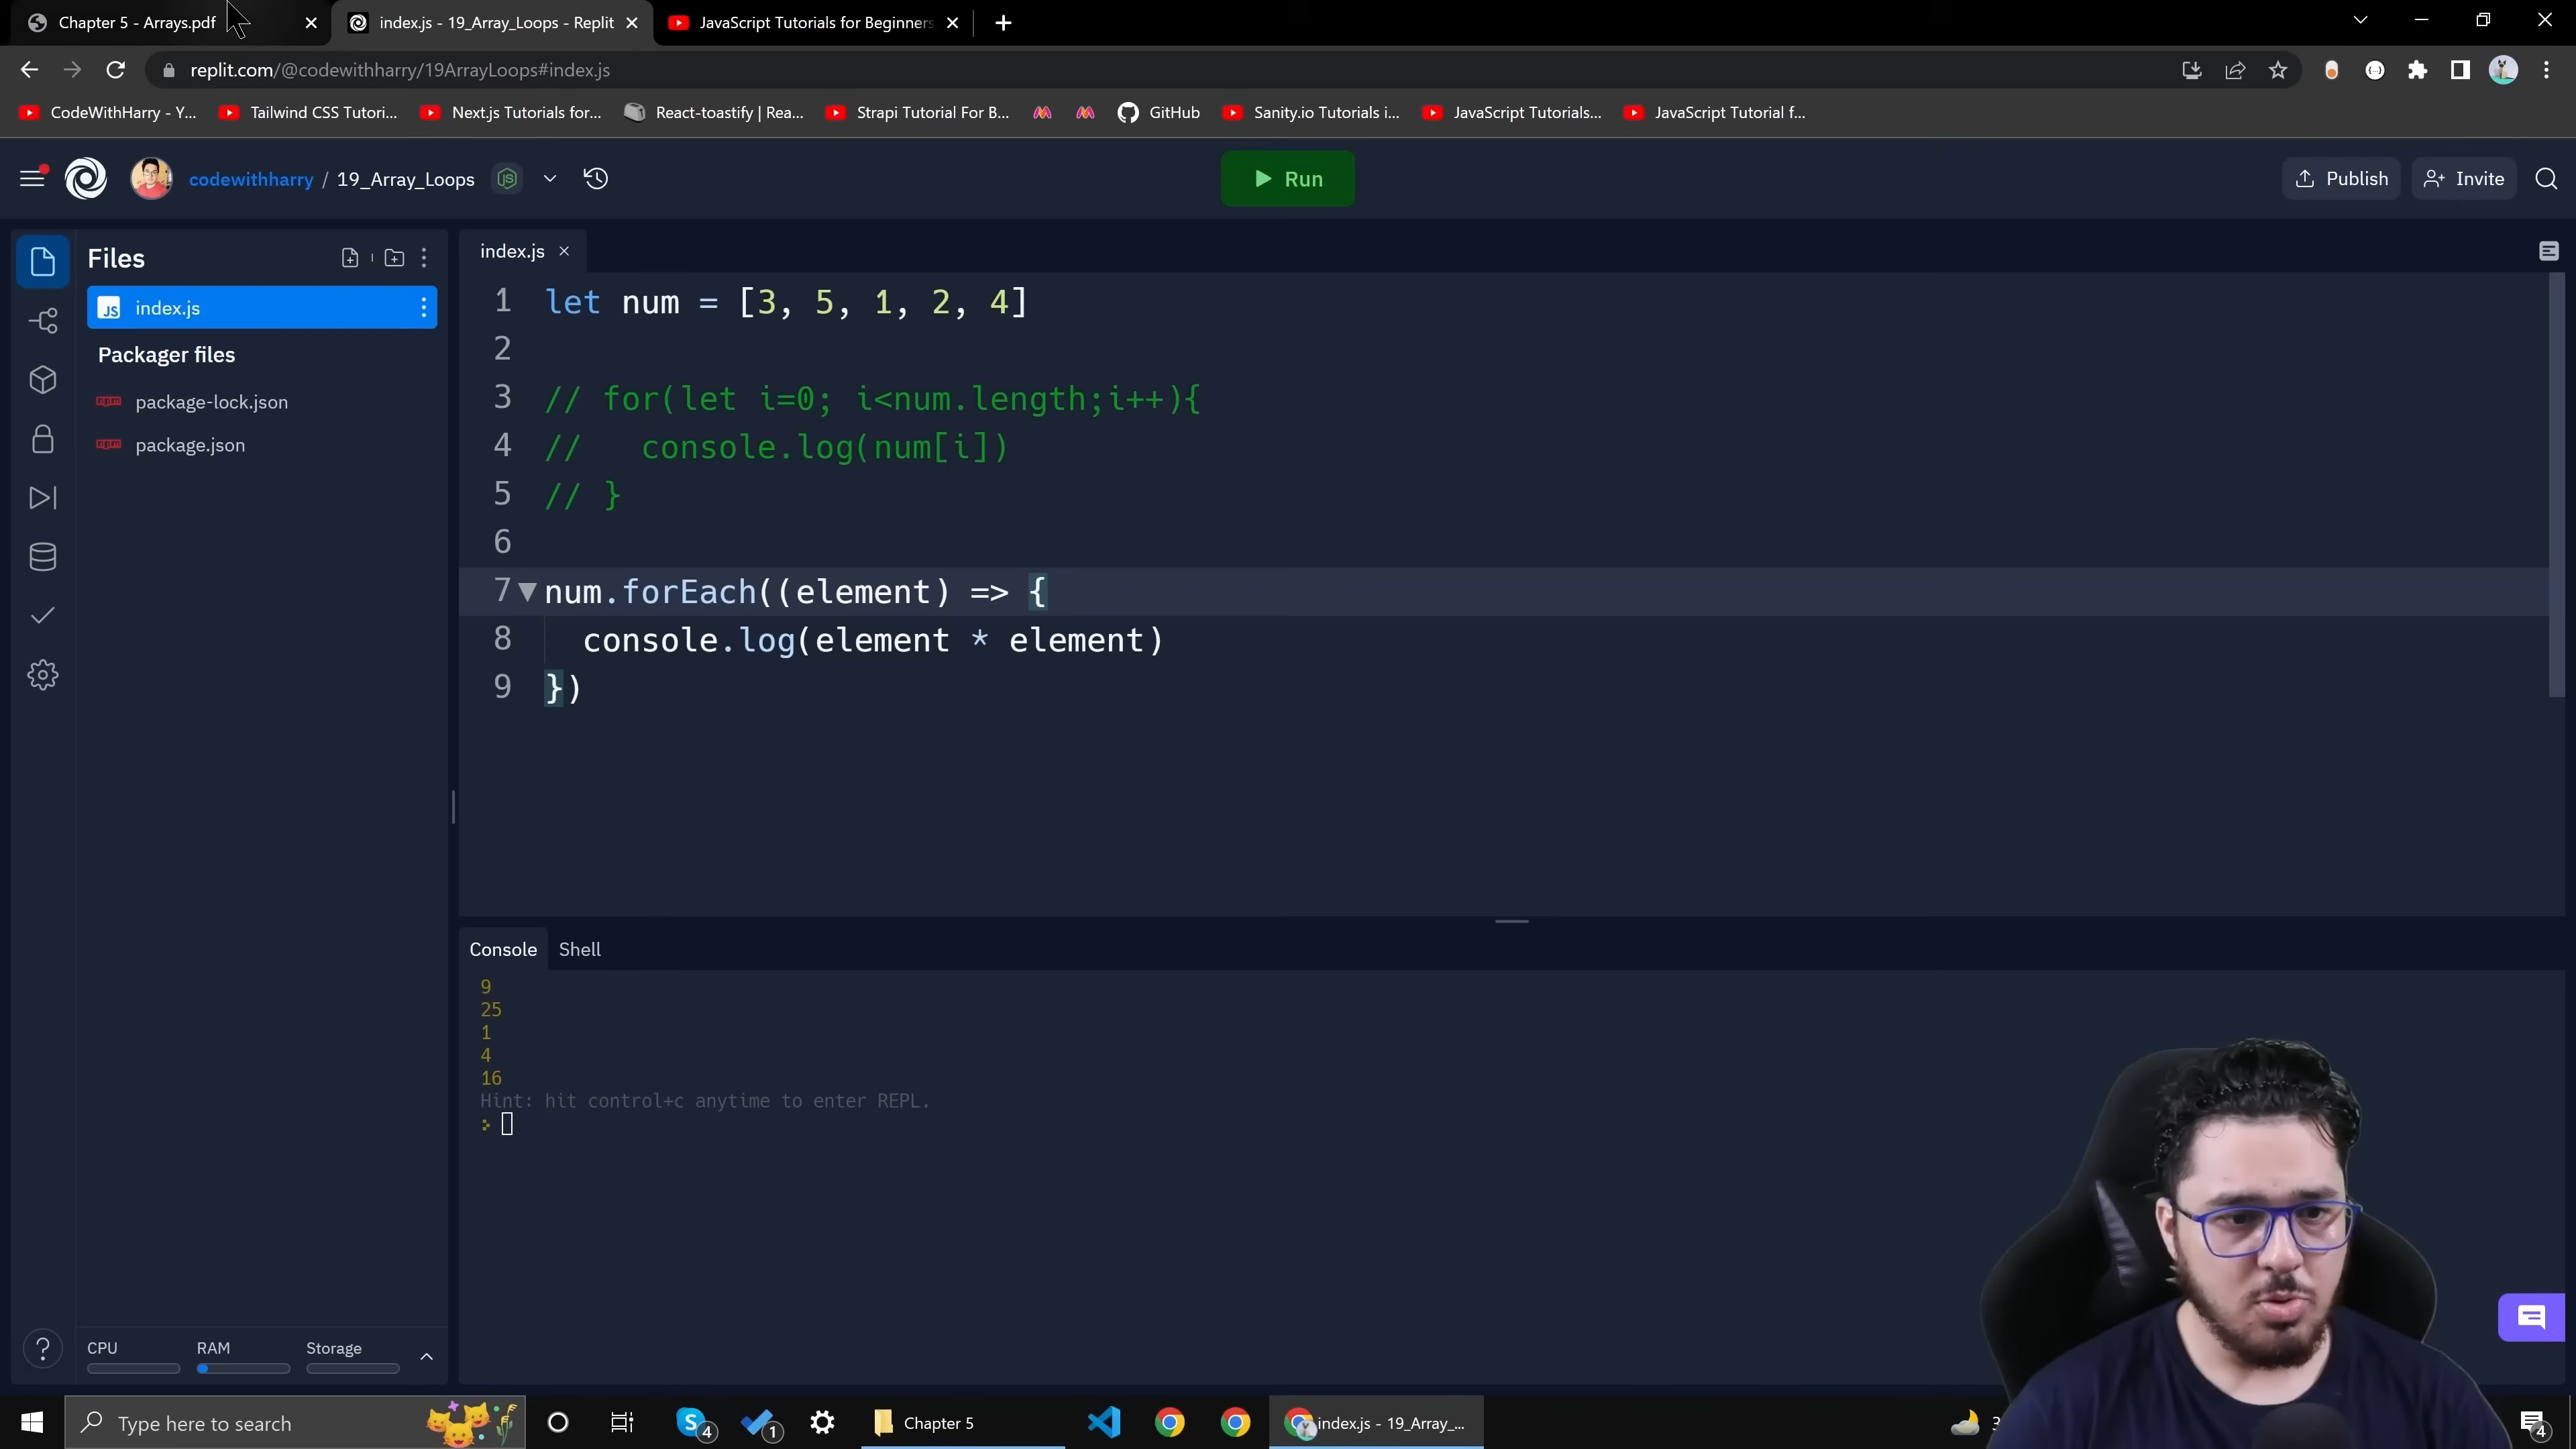 Chapter 5 - Arrays.pdf
index.js - 19_Array_Loops - Replit
JavaScript Tutorials for Beginners
replit.com/@codewithharry/19ArrayLoops#index.js
CodeWithHarry - Y...
Tailwind CSS Tutori...
Next.js Tutorials for...
React-toastify | Rea...
Strapi Tutorial For B...
GitHub
Sanity.io Tutorials i...
JavaScript Tutorials...
JavaScript Tutorial f...
codewithharry / 19_Array_Loops
Run
Publish
Invite
Files
JS index.js
Packager files
package-lock.json
package.json
index.js
1 let num = [3, 5, 1, 2, 4]
2
3 // for(let i=0; i<num.length;i++){
4 //   console.log(num[i])
5 // }
6
7 num.forEach((element) => {
8   console.log(element * element)
9 })
Console
Shell
9
25
1
4
16
Hint: hit control+c anytime to enter REPL.
CPU
RAM
Storage
?
Type here to search
4
1
Chapter 5
index.js - 19_Array_...
3
4